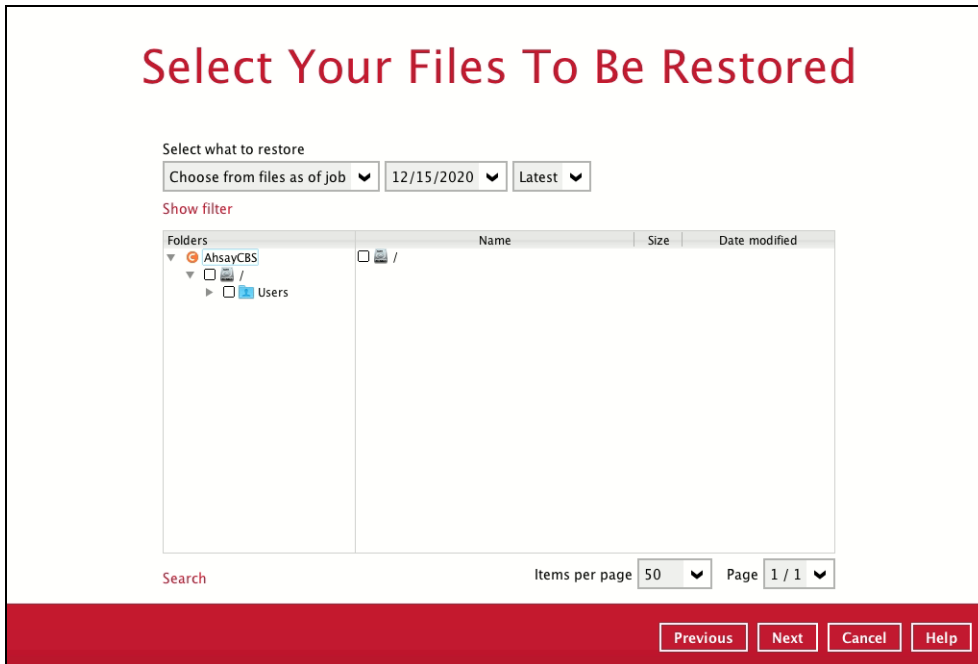 Select Your Files To Be Restored
Select what to restore
Choose from files as of job 12/15/2020 Latest
Show filter
Folders Name Size Date modified
AhsayCBS /
/
Users
Search Items per page 50 Page 1 / 1
Previous Next Cancel Help